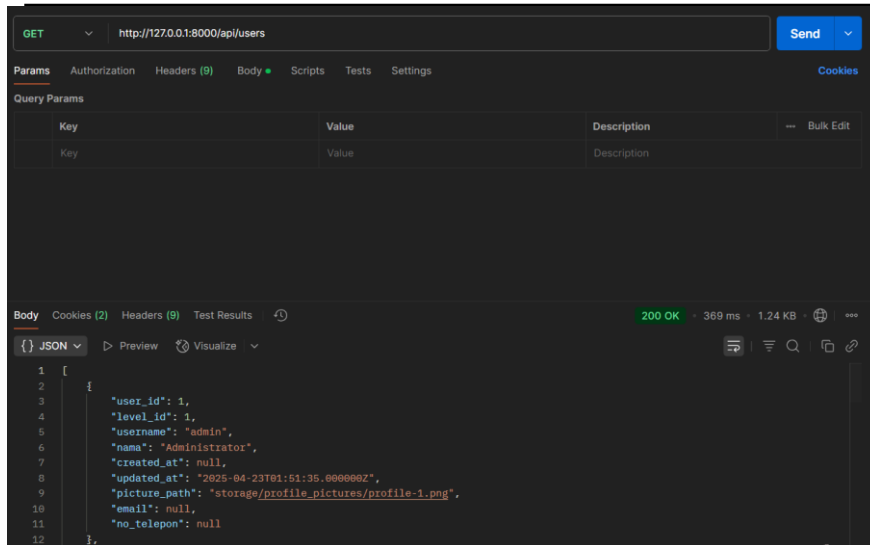 GET http://127.0.0.1:8000/api/users Send
Params Authorization Headers (9) Body Scripts Tests Settings Cookies
Query Params
Key Value Description ••• Bulk Edit
Key Value Description
Body Cookies (2) Headers (9) Test Results 200 OK • 369 ms • 1.24 KB • •••
{} JSON Preview Visualize
1 [
2 {
3 "user_id": 1,
4 "level_id": 1,
5 "username": "admin",
6 "nama": "Administrator",
7 "created_at": null,
8 "updated_at": "2025-04-23T01:51:35.000000Z",
9 "picture_path": "storage/profile_pictures/profile-1.png",
10 "email": null,
11 "no_telepon": null
12 },